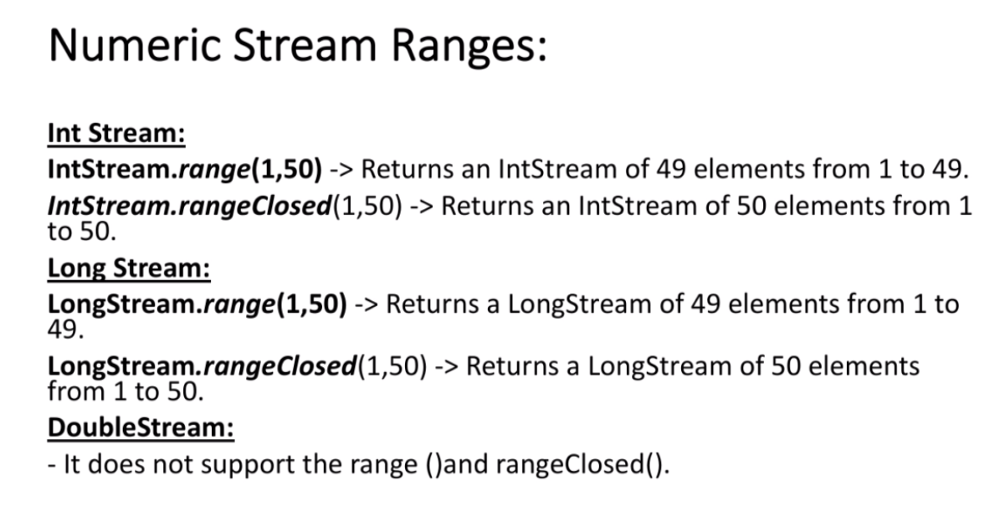 Numeric Stream Ranges:
Int Stream:
IntStream.range(1,50) -> Returns an IntStream of 49 elements from 1 to 49.
IntStream.rangeClosed(1,50) -> Returns an IntStream of 50 elements from 1
to 50.
Long Stream:
LongStream.range(1,50) -> Returns a LongStream of 49 elements from 1 to
49.
LongStream.rangeClosed(1,50) -> Returns a LongStream of 50 elements
from 1 to 50.
DoubleStream:
- It does not support the range ()and rangeClosed().